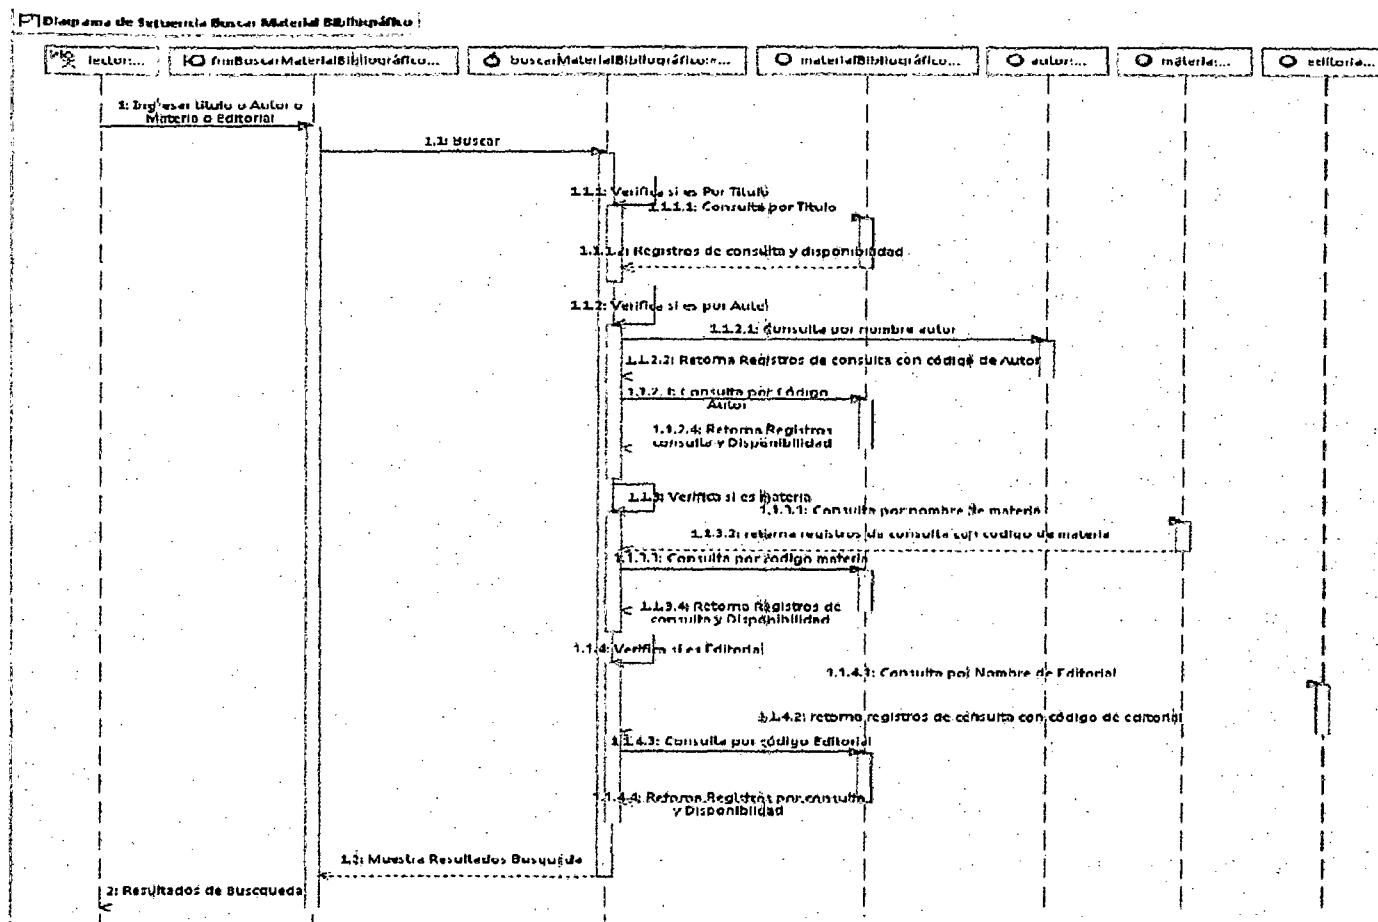 Diagrama de Secuencia Buscar Material Bibliográfico
lector:...
frmBuscarMaterialBibliográfico...
buscarMaterialBibliográfico:«...
materialBibliográfico...
autor:...
materia:...
editoria...
1: Ingresar titulo o Autor o
Materia o Editorial
1.1: Buscar
1.1.1: Verifica si es Por Titulo
1.1.1.1: Consulta por Titulo
1.1.1.2: Registros de consulta y disponibilidad
1.1.2: Verifica si es por Autor
1.1.2.1: Consulta por nombre autor
1.1.2.2: Retorna Registros de consulta con código de Autor
1.1.2.3: Consulta por Código
Autor
1.1.2.4: Retorna Registros
consulta y Disponibilidad
1.1.3: Verifica si es materia
1.1.3.1: Consulta por nombre de materia
1.1.3.2: retorna registros de consulta con codigo de materia
1.1.3.3: Consulta por codigo materia
1.1.3.4: Retorna Registros de
consulta y Disponibilidad
1.1.4: Verifica si es Editorial
1.1.4.1: Consulta por Nombre de Editorial
1.1.4.2: retorna registros de consulta con código de editorial
1.1.4.3: Consulta por código Editorial
1.1.4.4: Retorna Registros por consulta
y Disponiblidad
1.2: Muestra Resultados Busqueda
2: Resultados de Buscqueda